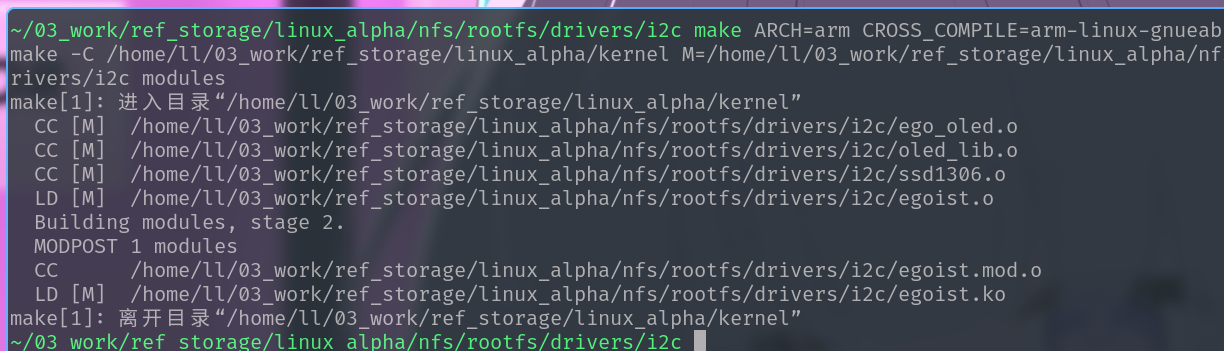 ~/03_work/ref_storage/linux_alpha/nfs/rootfs/drivers/i2c make ARCH=arm CROSS_COMPILE=arm-linux-gnueab
make -C /home/ll/03_work/ref_storage/linux_alpha/kernel M=/home/ll/03_work/ref_storage/linux_alpha/nf
rivers/i2c modules
make[1]: 进入目录“/home/ll/03_work/ref_storage/linux_alpha/kernel”
CC [M]  /home/ll/03_work/ref_storage/linux_alpha/nfs/rootfs/drivers/i2c/ego_oled.o
CC [M]  /home/ll/03_work/ref_storage/linux_alpha/nfs/rootfs/drivers/i2c/oled_lib.o
CC [M]  /home/ll/03_work/ref_storage/linux_alpha/nfs/rootfs/drivers/i2c/ssd1306.o
LD [M]  /home/ll/03_work/ref_storage/linux_alpha/nfs/rootfs/drivers/i2c/egoist.o
Building modules, stage 2.
MODPOST 1 modules
CC      /home/ll/03_work/ref_storage/linux_alpha/nfs/rootfs/drivers/i2c/egoist.mod.o
LD [M]  /home/ll/03_work/ref_storage/linux_alpha/nfs/rootfs/drivers/i2c/egoist.ko
make[1]: 离开目录“/home/ll/03_work/ref_storage/linux_alpha/kernel”
~/03_work/ref_storage/linux_alpha/nfs/rootfs/drivers/i2c